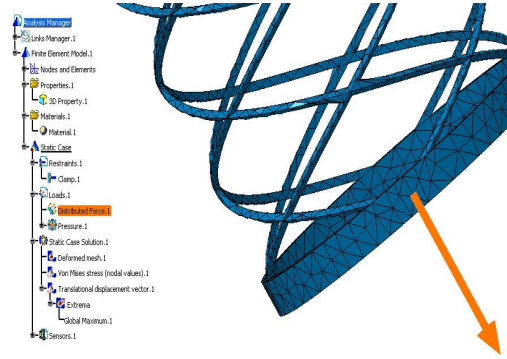 Analysis Manager
Links Manager.1
Finite Element Model.1
Nodes and Elements
Properties.1
3D Property.1
Materials.1
Material.1
Static Case
Restraints.1
Clamp.1
Loads.1
Distributed Force.1
Pressure.1
Static Case Solution.1
Deformed mesh.1
Von Mises stress (nodal values).1
Translational displacement vector.1
Extrema
Global Maximum.1
Sensors.1